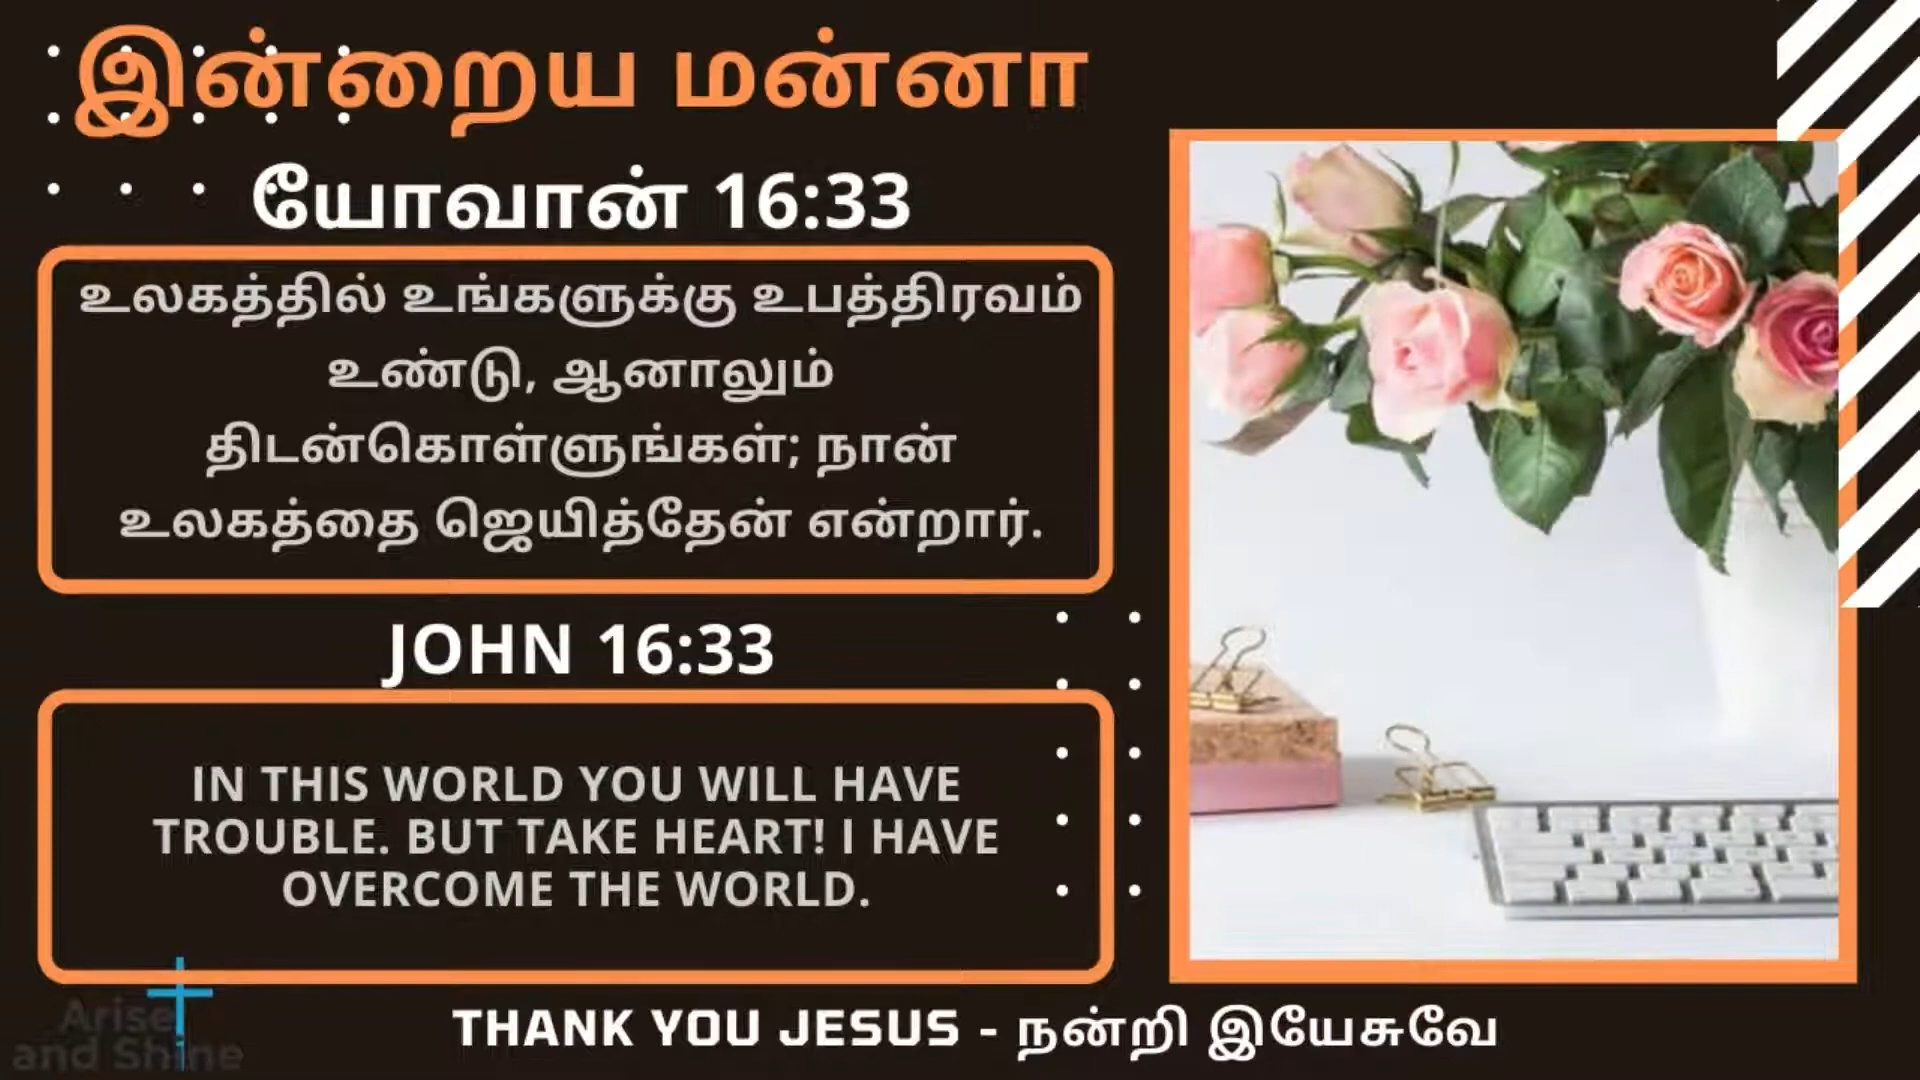 இன்றைய மன்னா
யோவான் 16:33
உலகத்தில் உங்களுக்கு உபத்திரவம்
உண்டு, ஆனாலும்
திடன்கொள்ளுங்கள்; நான்
உலகத்தை ஜெயித்தேன் என்றார்.
JOHN 16:33
IN THIS WORLD YOU WILL HAVE
TROUBLE. BUT TAKE HEART! I HAVE
OVERCOME THE WORLD.
Arise
and Shine
THANK YOU JESUS - நன்றி இயேசுவே